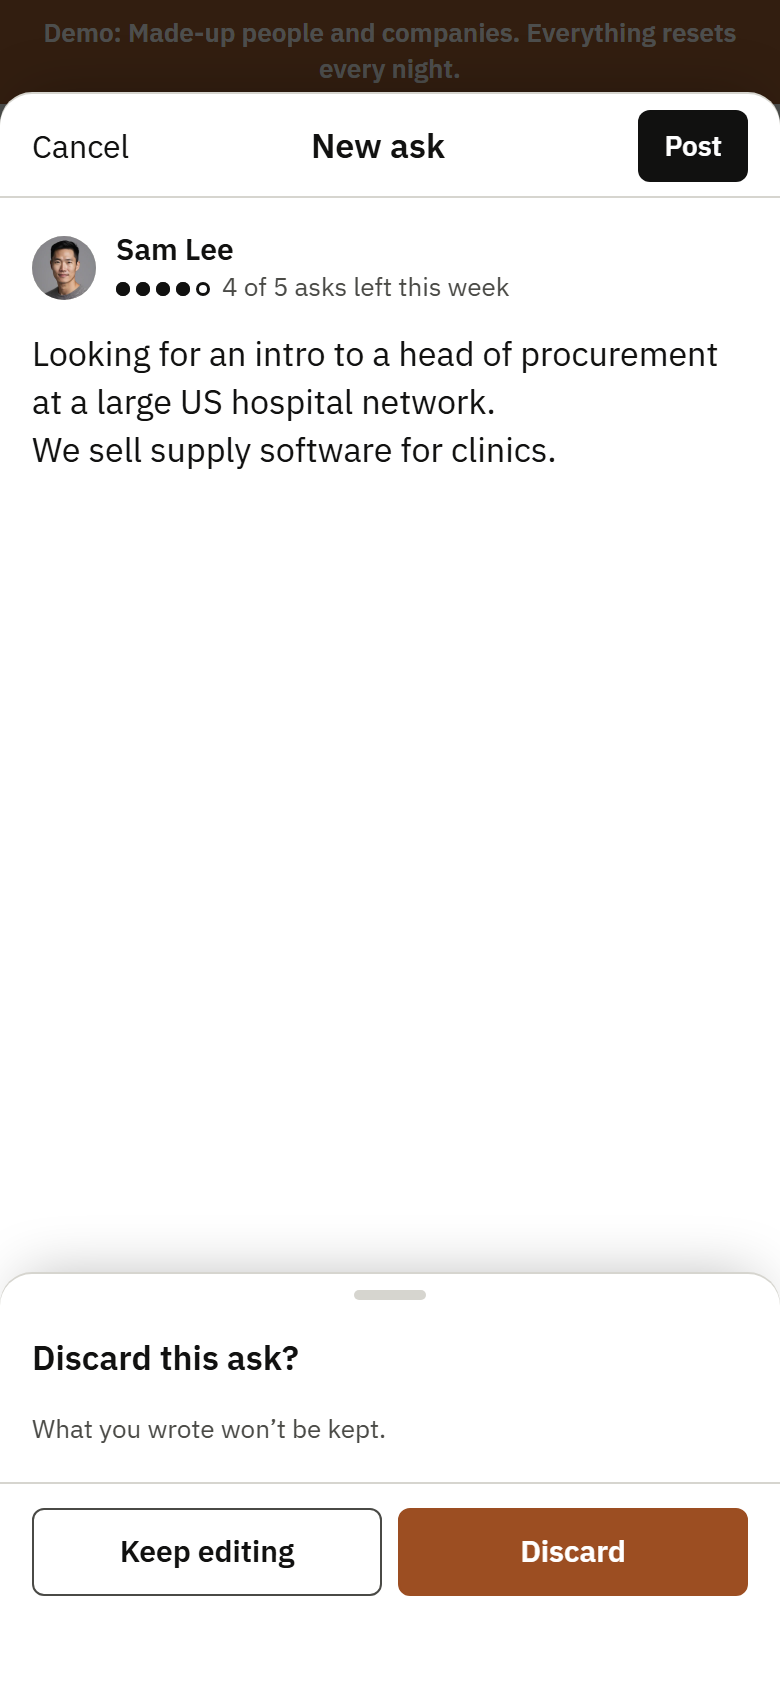 Demo: Made-up people and companies. Everything resets
every night.
Cancel
New ask
Post
Sam Lee
4 of 5 asks left this week
Looking for an intro to a head of procurement
at a large US hospital network.
We sell supply software for clinics.
Discard this ask?
What you wrote won’t be kept.
Keep editing
Discard